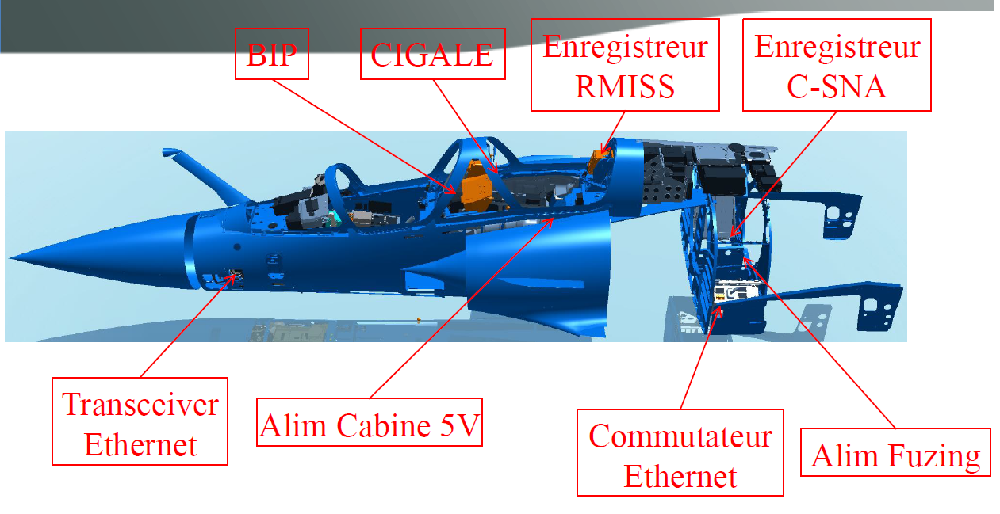 BIP
CIGALE
Enregistreur
RMISS
Enregistreur
C-SNA
Transceiver
Ethernet
Alim Cabine 5V
Commutateur
Ethernet
Alim Fuzing